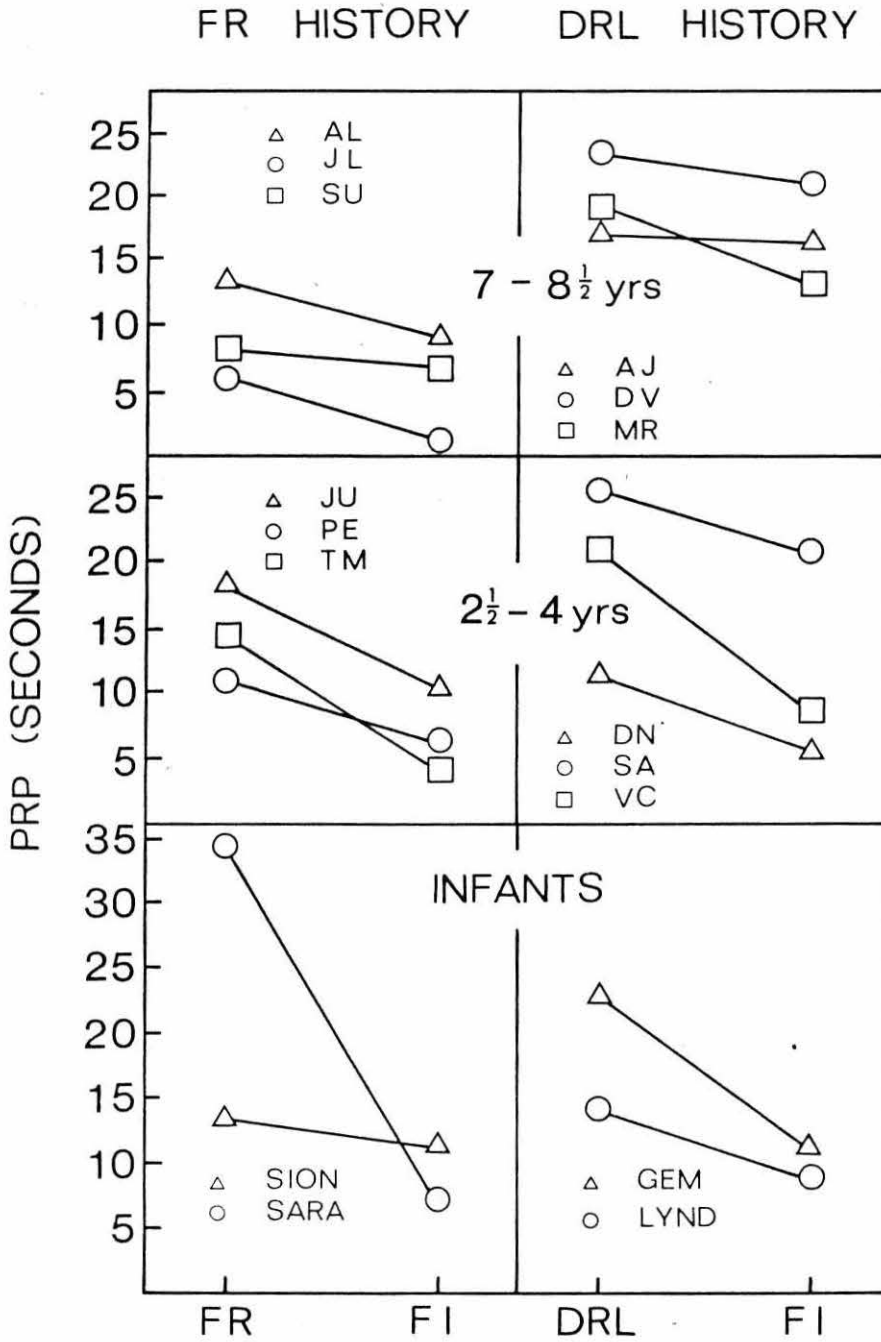 FR HISTORY DRL HISTORY
PRP (SECONDS)
25
20
15
10
5
AL
JL
SU
7 – 8½ yrs
AJ
DV
MR
25
20
15
10
5
JU
PE
TM
2½ – 4 yrs
DN
SA
VC
35
30
25
20
15
10
5
INFANTS
SION
SARA
GEM
LYND
FR FI DRL FI